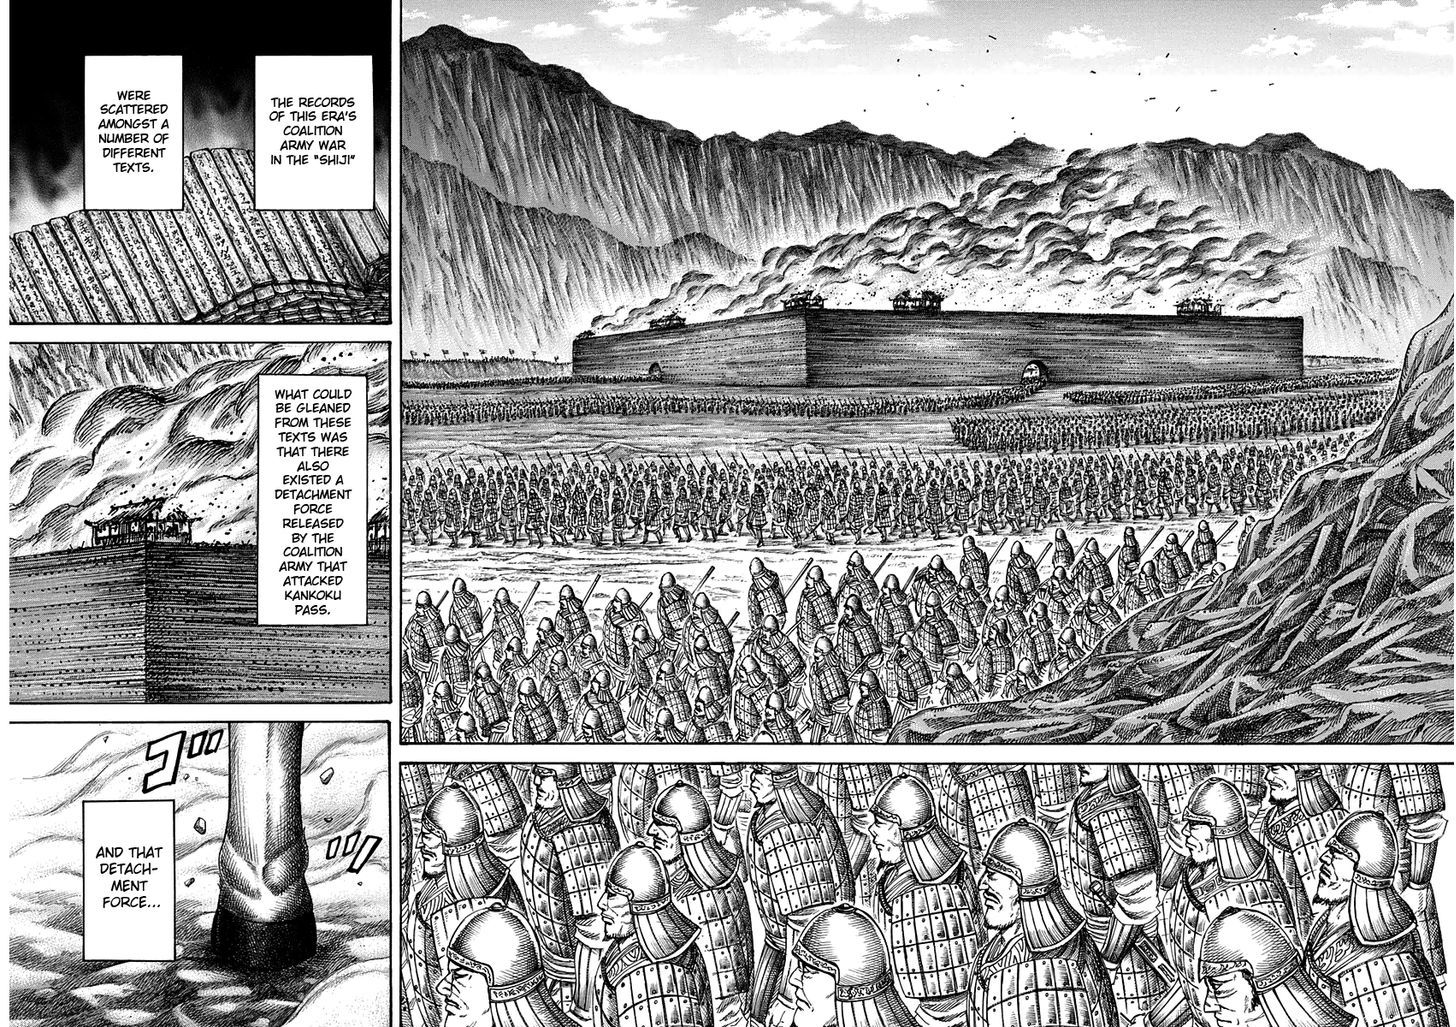 THE RECORDS
OF THIS ERA'S
COALITION
ARMY WAR
IN THE "SHIJI"
WERE
SCATTERED
AMONGST A
NUMBER OF
DIFFERENT
TEXTS.
WHAT COULD
BE GLEANED
FROM THESE
TEXTS WAS
THAT THERE
ALSO
EXISTED A
DETACHMENT
FORCE
RELEASED
BY THE
COALITION
ARMY THAT
ATTACKED
KANKOKU
PASS.
AND THAT
DETACH-
MENT
FORCE...